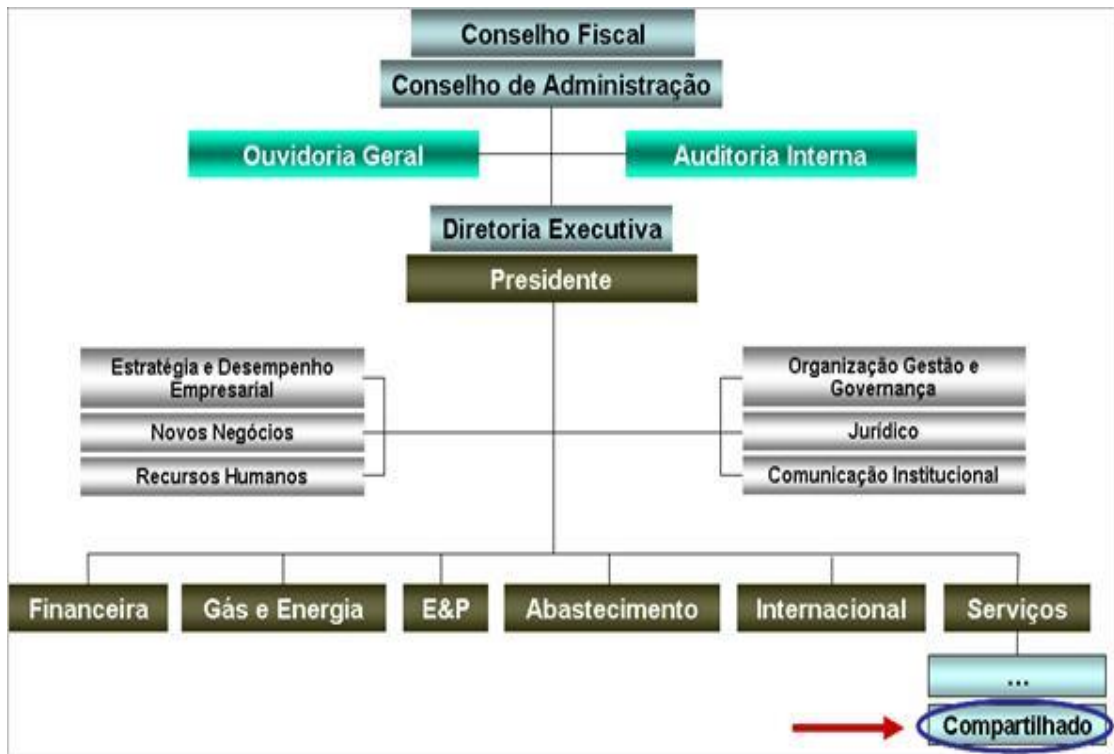 Conselho Fiscal
Conselho de Administração
Ouvidoria Geral
Auditoria Interna
Diretoria Executiva
Presidente
Estratégia e Desempenho
Empresarial
Novos Negócios
Recursos Humanos
Organização Gestão e
Governança
Jurídico
Comunicação Institucional
Financeira
Gás e Energia
E&P
Abastecimento
Internacional
Serviços
...
Compartilhado